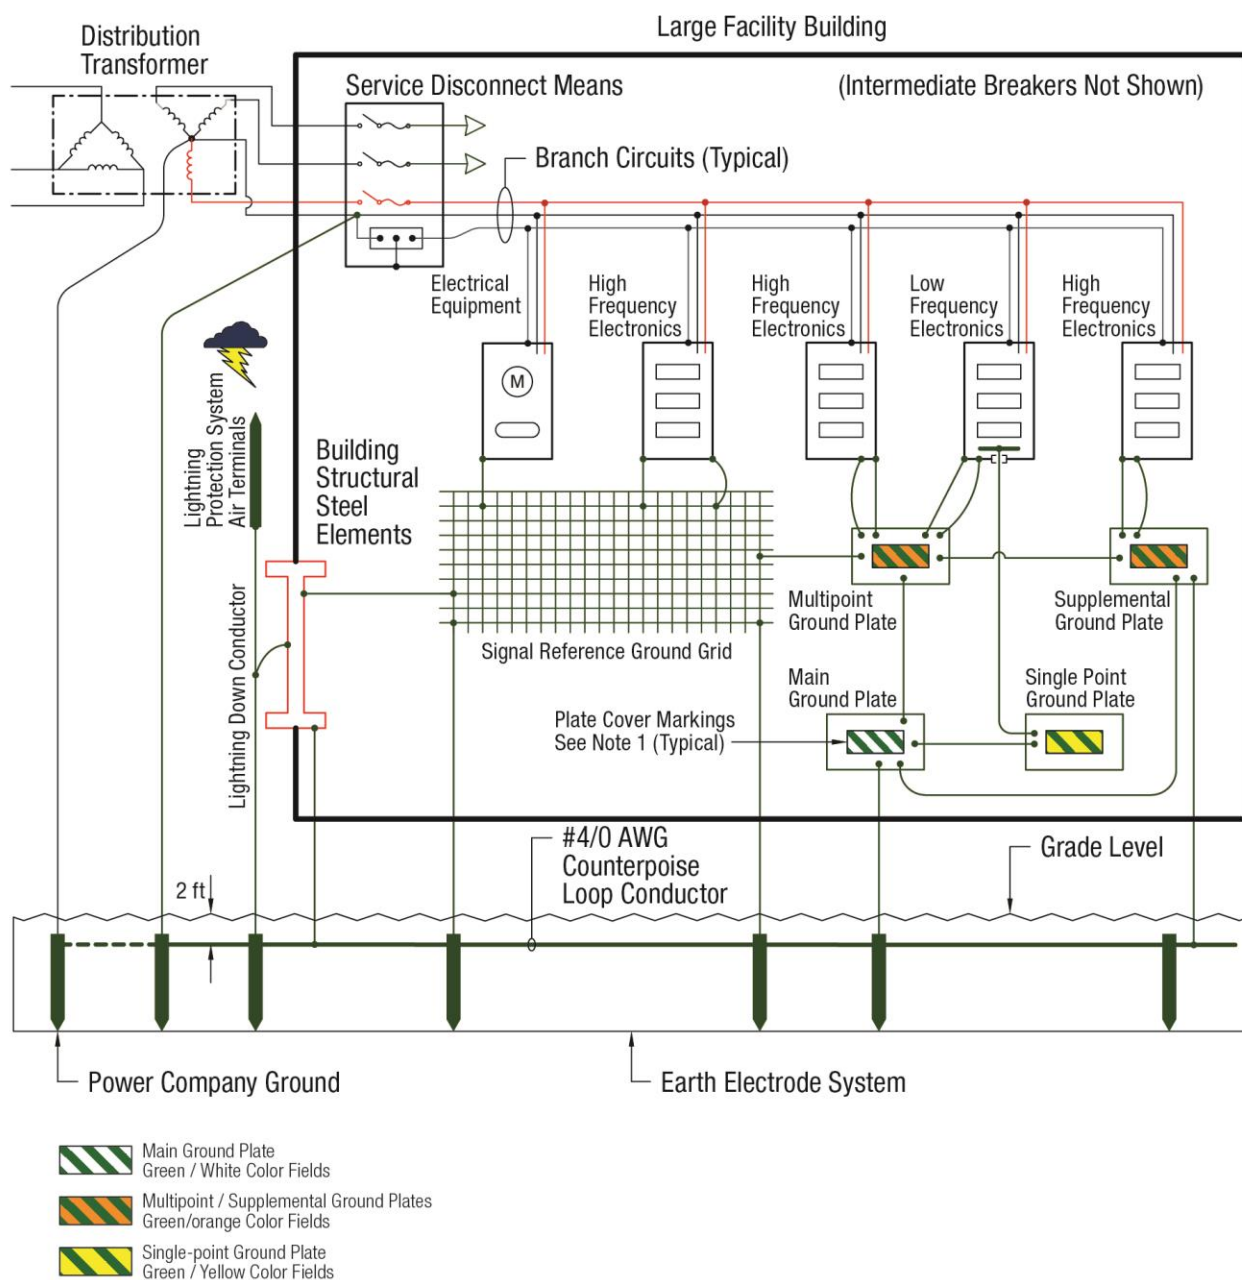 Large Facility Building
Distribution
Transformer
Service Disconnect Means
(Intermediate Breakers Not Shown)
Branch Circuits (Typical)
Electrical
Equipment
High
Frequency
Electronics
High
Frequency
Electronics
Low
Frequency
Electronics
High
Frequency
Electronics
M
Lightning
Protection System
Air Terminals
Building
Structural
Steel
Elements
Multipoint
Ground Plate
Supplemental
Ground Plate
Signal Reference Ground Grid
Lightning Down Conductor
Main
Ground Plate
Single Point
Ground Plate
Plate Cover Markings
See Note 1 (Typical)
#4/0 AWG
Counterpoise
Loop Conductor
Grade Level
2 ft
Power Company Ground
Earth Electrode System
Main Ground Plate
Green / White Color Fields
Multipoint / Supplemental Ground Plates
Green/orange Color Fields
Single-point Ground Plate
Green / Yellow Color Fields